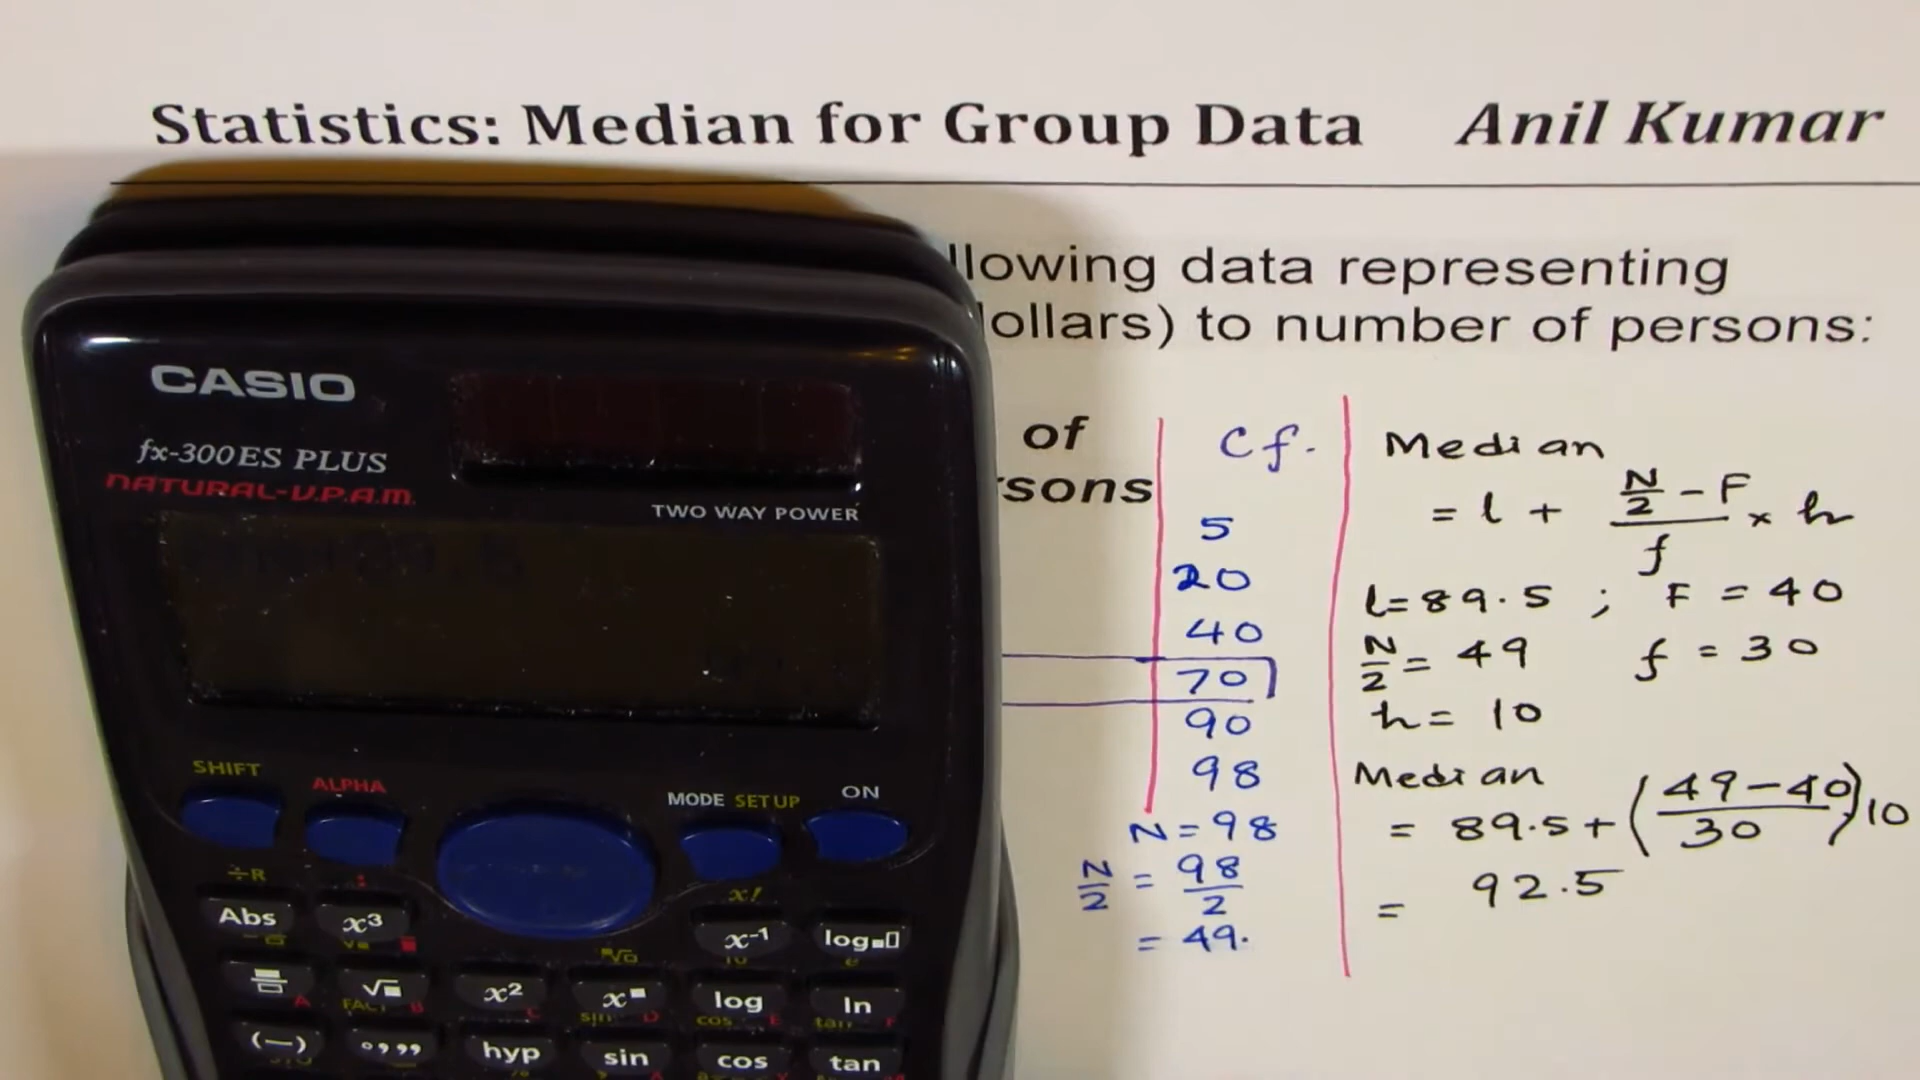 Statistics: Median for Group Data Anil Kumar
llowing data representing
ollars) to number of persons:
of
sons
Cf.
5
20
40
70
90
98
N = 98
N/2 = 98/2
= 49.
Median
= l + (N/2 - F)/f × h
l = 89.5 ; F = 40
N/2 = 49 f = 30
h = 10
Median
= 89.5 + (49-40/30) 10
= 92.5
CASIO
fx-300ES PLUS
NATURAL-V.P.A.M.
TWO WAY POWER
SHIFT ALPHA MODE SETUP ON
÷R : x!
Abs x³ x⁻¹ log
√ x² x log ln
(−) °,,, hyp sin cos tan